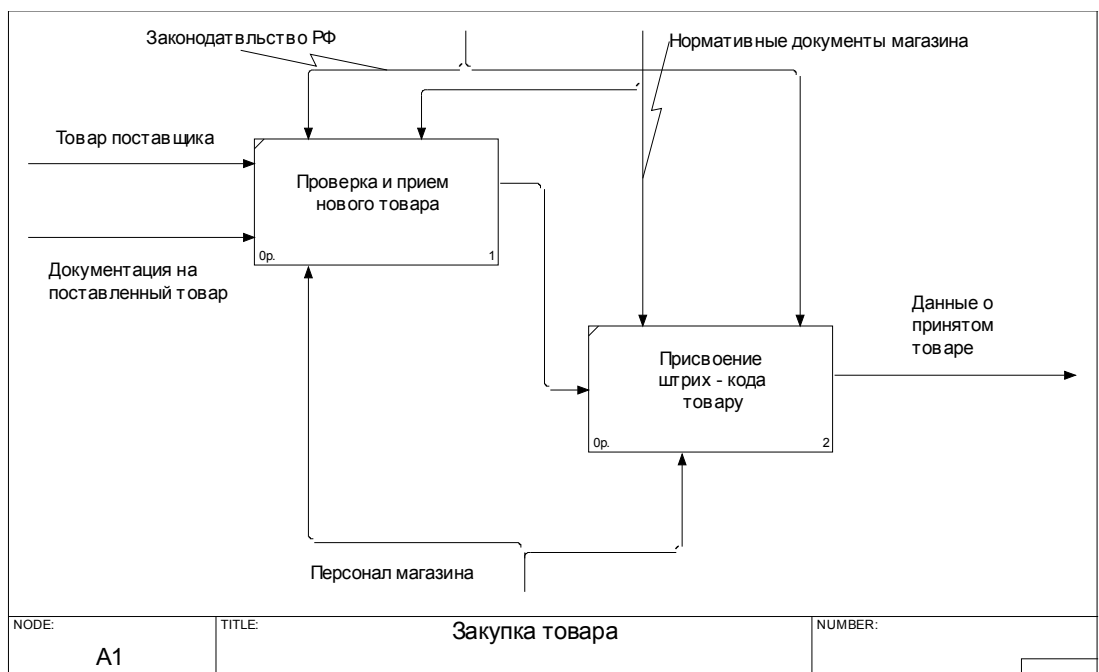 Законодатвльство РФ
Нормативные документы магазина
Товар поставщика
Проверка и прием
нового товара
0р.
1
Документация на
поставленный товар
Данные о
принятом
товаре
Присвоение
штрих - кода
товару
0р.
2
Персонал магазина
NODE:
TITLE:
NUMBER:
A1
Закупка товара